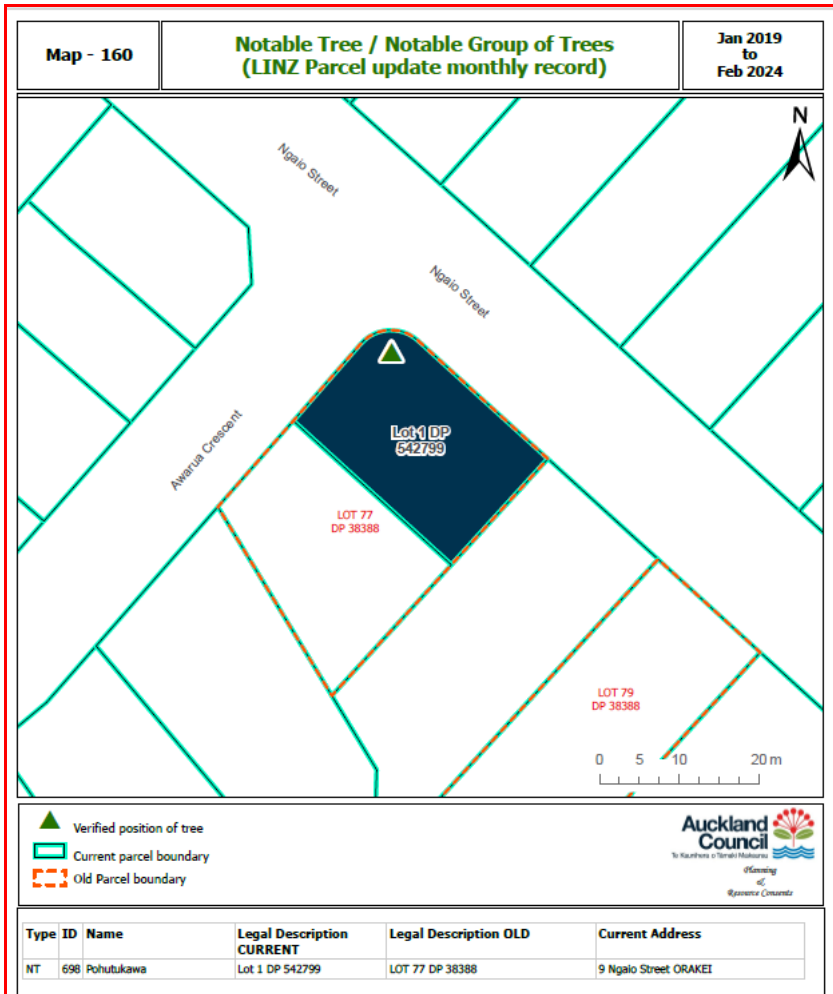 Map - 160
Notable Tree / Notable Group of Trees
(LINZ Parcel update monthly record)
Jan 2019
to
Feb 2024
N
Ngaio Street
Ngaio Street
Awarua Crescent
Lot 1 DP
542799
LOT 77
DP 38388
LOT 79
DP 38388
0 5 10 20 m
Verified position of tree
Current parcel boundary
Old Parcel boundary
Auckland
Council
Te Kaunihera o Tāmaki Makaurau
Planning
&
Resource Consents
Type ID Name Legal Description CURRENT Legal Description OLD Current Address
NT 698 Pohutukawa Lot 1 DP 542799 LOT 77 DP 38388 9 Ngaio Street ORAKEI